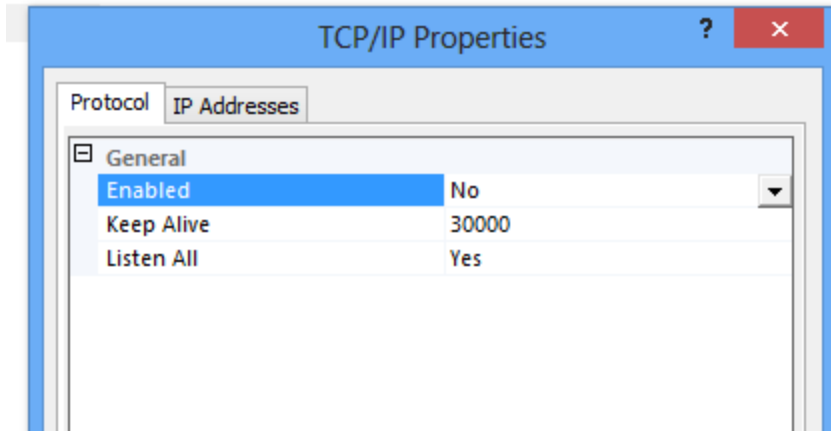 TCP/IP Properties ?
Protocol IP Addresses
General
Enabled No
Keep Alive 30000
Listen All Yes